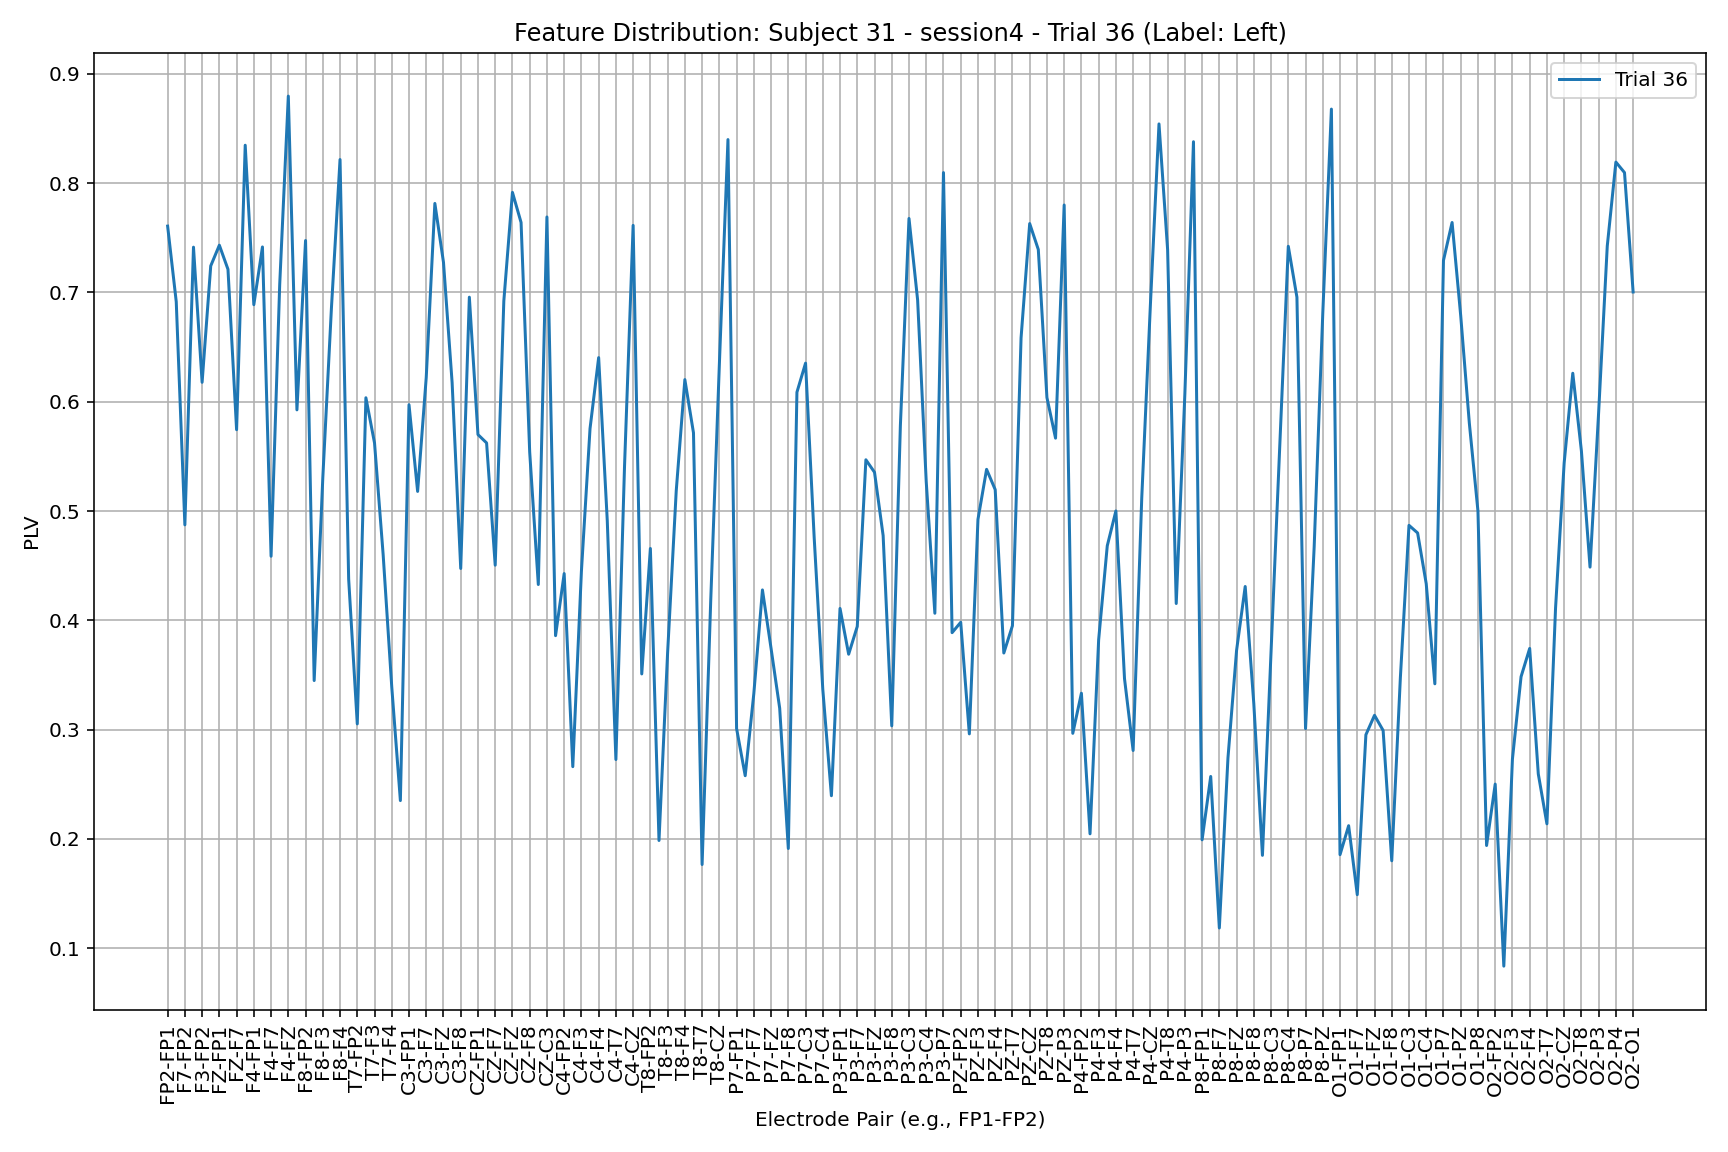 Feature Distribution: Subject 31 - session4 - Trial 36 (Label: Left)
Trial 36
0.9
0.8
0.7
0.6
0.5
0.4
0.3
0.2
0.1
PLV
FP2-FP1
F7-FP2
F3-FP2
FZ-FP1
FZ-F7
F4-FP1
F4-F7
F4-FZ
F8-FP2
F8-F3
F8-F4
T7-FP2
T7-F3
T7-F4
C3-FP1
C3-F7
C3-FZ
C3-F8
CZ-FP1
CZ-F7
CZ-FZ
CZ-F8
CZ-C3
C4-FP2
C4-F3
C4-F4
C4-T7
C4-CZ
T8-FP2
T8-F3
T8-F4
T8-T7
T8-CZ
P7-FP1
P7-F7
P7-FZ
P7-F8
P7-C3
P7-C4
P3-FP1
P3-F7
P3-FZ
P3-F8
P3-C3
P3-C4
P3-P7
PZ-FP2
PZ-F3
PZ-F4
PZ-T7
PZ-CZ
PZ-T8
PZ-P3
P4-FP2
P4-F3
P4-F4
P4-T7
P4-CZ
P4-T8
P4-P3
P8-FP1
P8-F7
P8-FZ
P8-F8
P8-C3
P8-C4
P8-P7
P8-PZ
O1-FP1
O1-F7
O1-FZ
O1-F8
O1-C3
O1-C4
O1-P7
O1-PZ
O1-P8
O2-FP2
O2-F3
O2-F4
O2-T7
O2-CZ
O2-T8
O2-P3
O2-P4
O2-O1
Electrode Pair (e.g., FP1-FP2)